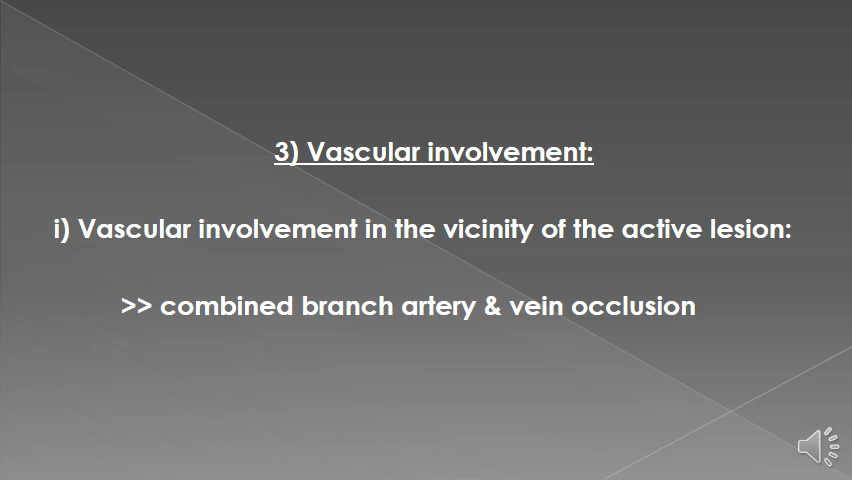 3) Vascular involvement:
i) Vascular involvement in the vicinity of the active lesion:
>> combined branch artery & vein occlusion